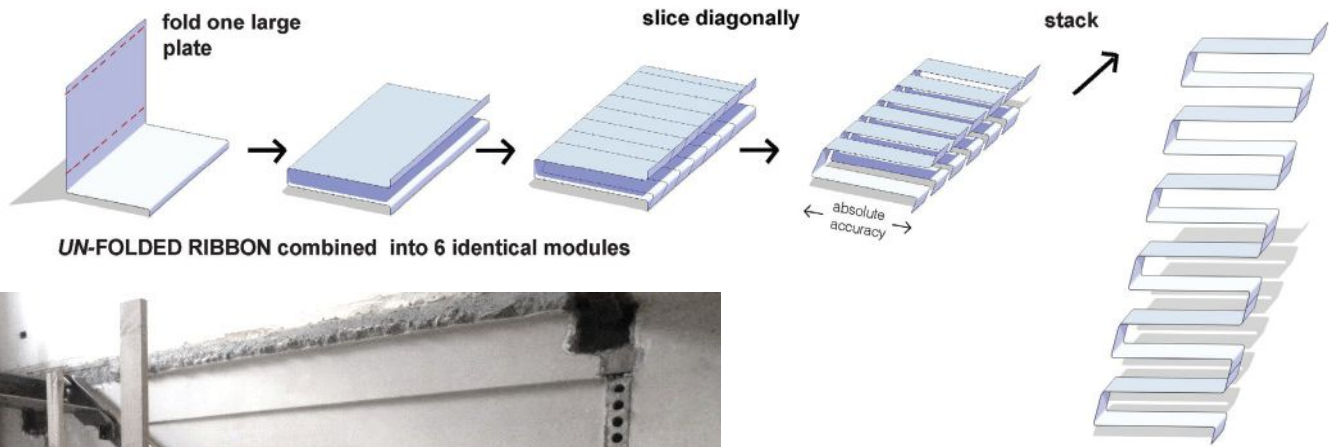 fold one large
plate
slice diagonally
stack
absolute
accuracy
UN-FOLDED RIBBON combined into 6 identical modules